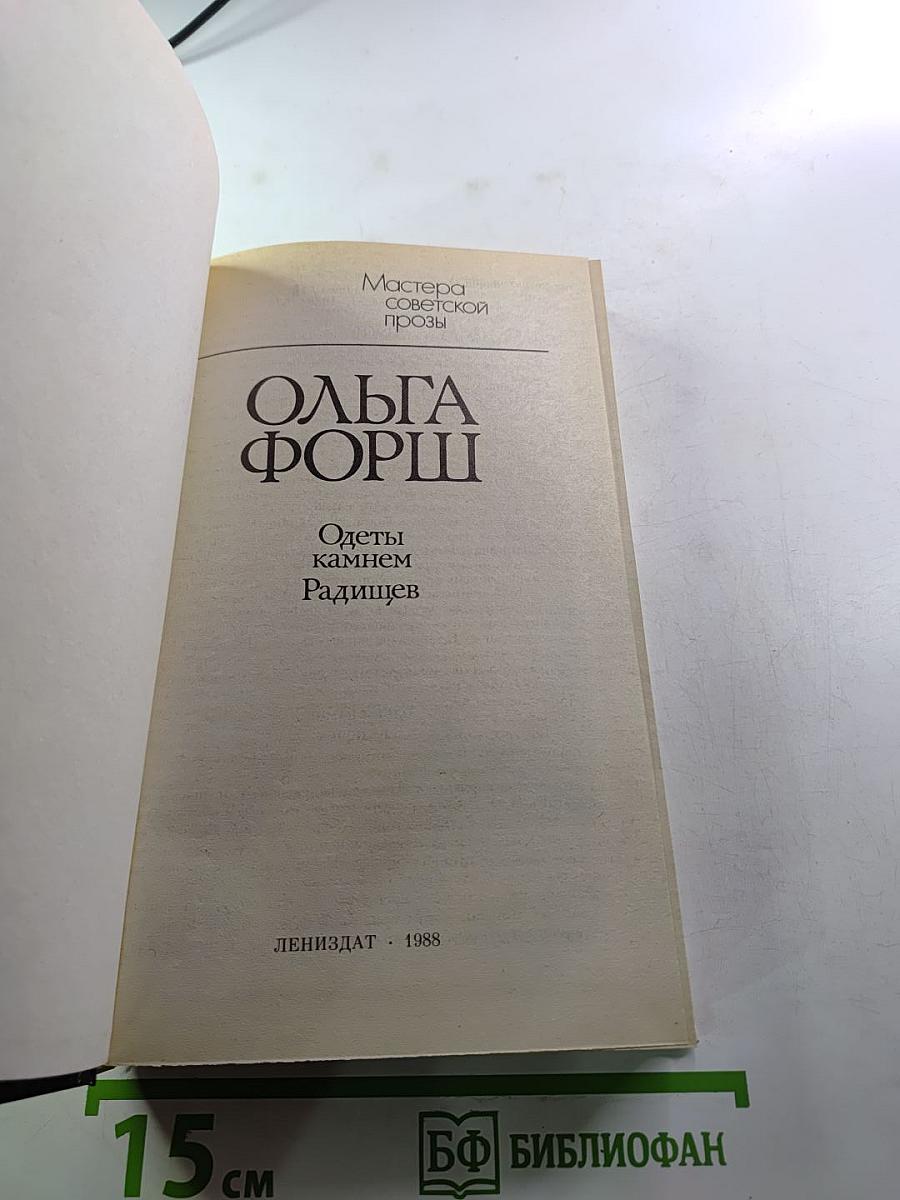 Мастера
советской
прозы
ОЛЬГА
ФОРШ
Одеты
камнем
Радищев
ЛЕНИЗДАТ · 1988
15 см
БФ БИБЛИОФАН